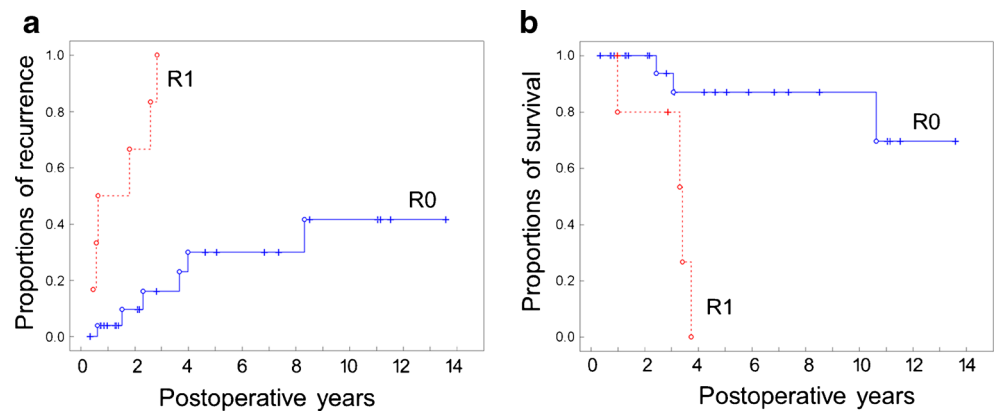 a
Proportions of recurrence
1.0
0.8
0.6
0.4
0.2
0.0
R1
R0
0 2 4 6 8 10 12 14
Postoperative years
b
Proportions of survival
1.0
0.8
0.6
0.4
0.2
0.0
R0
R1
0 2 4 6 8 10 12 14
Postoperative years